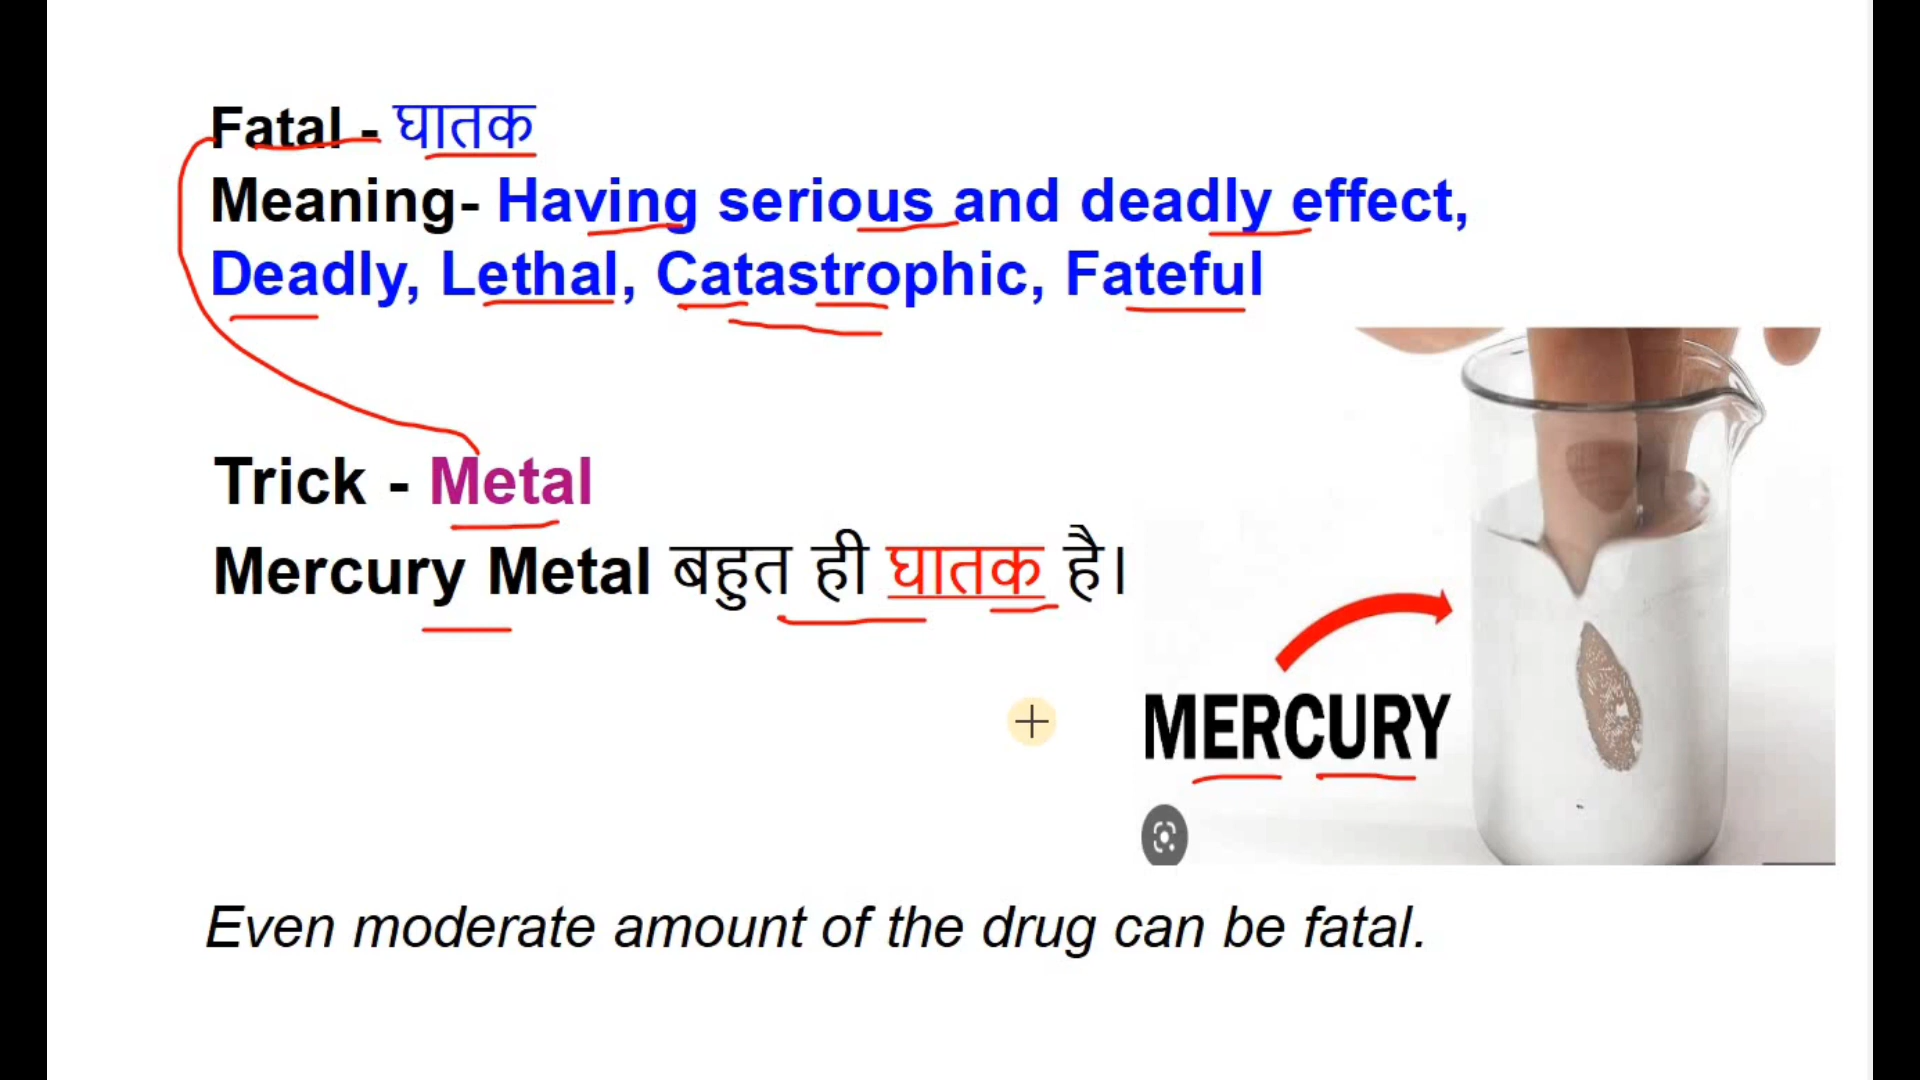 Fatal - घातक
Meaning- Having serious and deadly effect,
Deadly, Lethal, Catastrophic, Fateful
Trick - Metal
Mercury Metal बहुत ही घातक है।
MERCURY
Even moderate amount of the drug can be fatal.